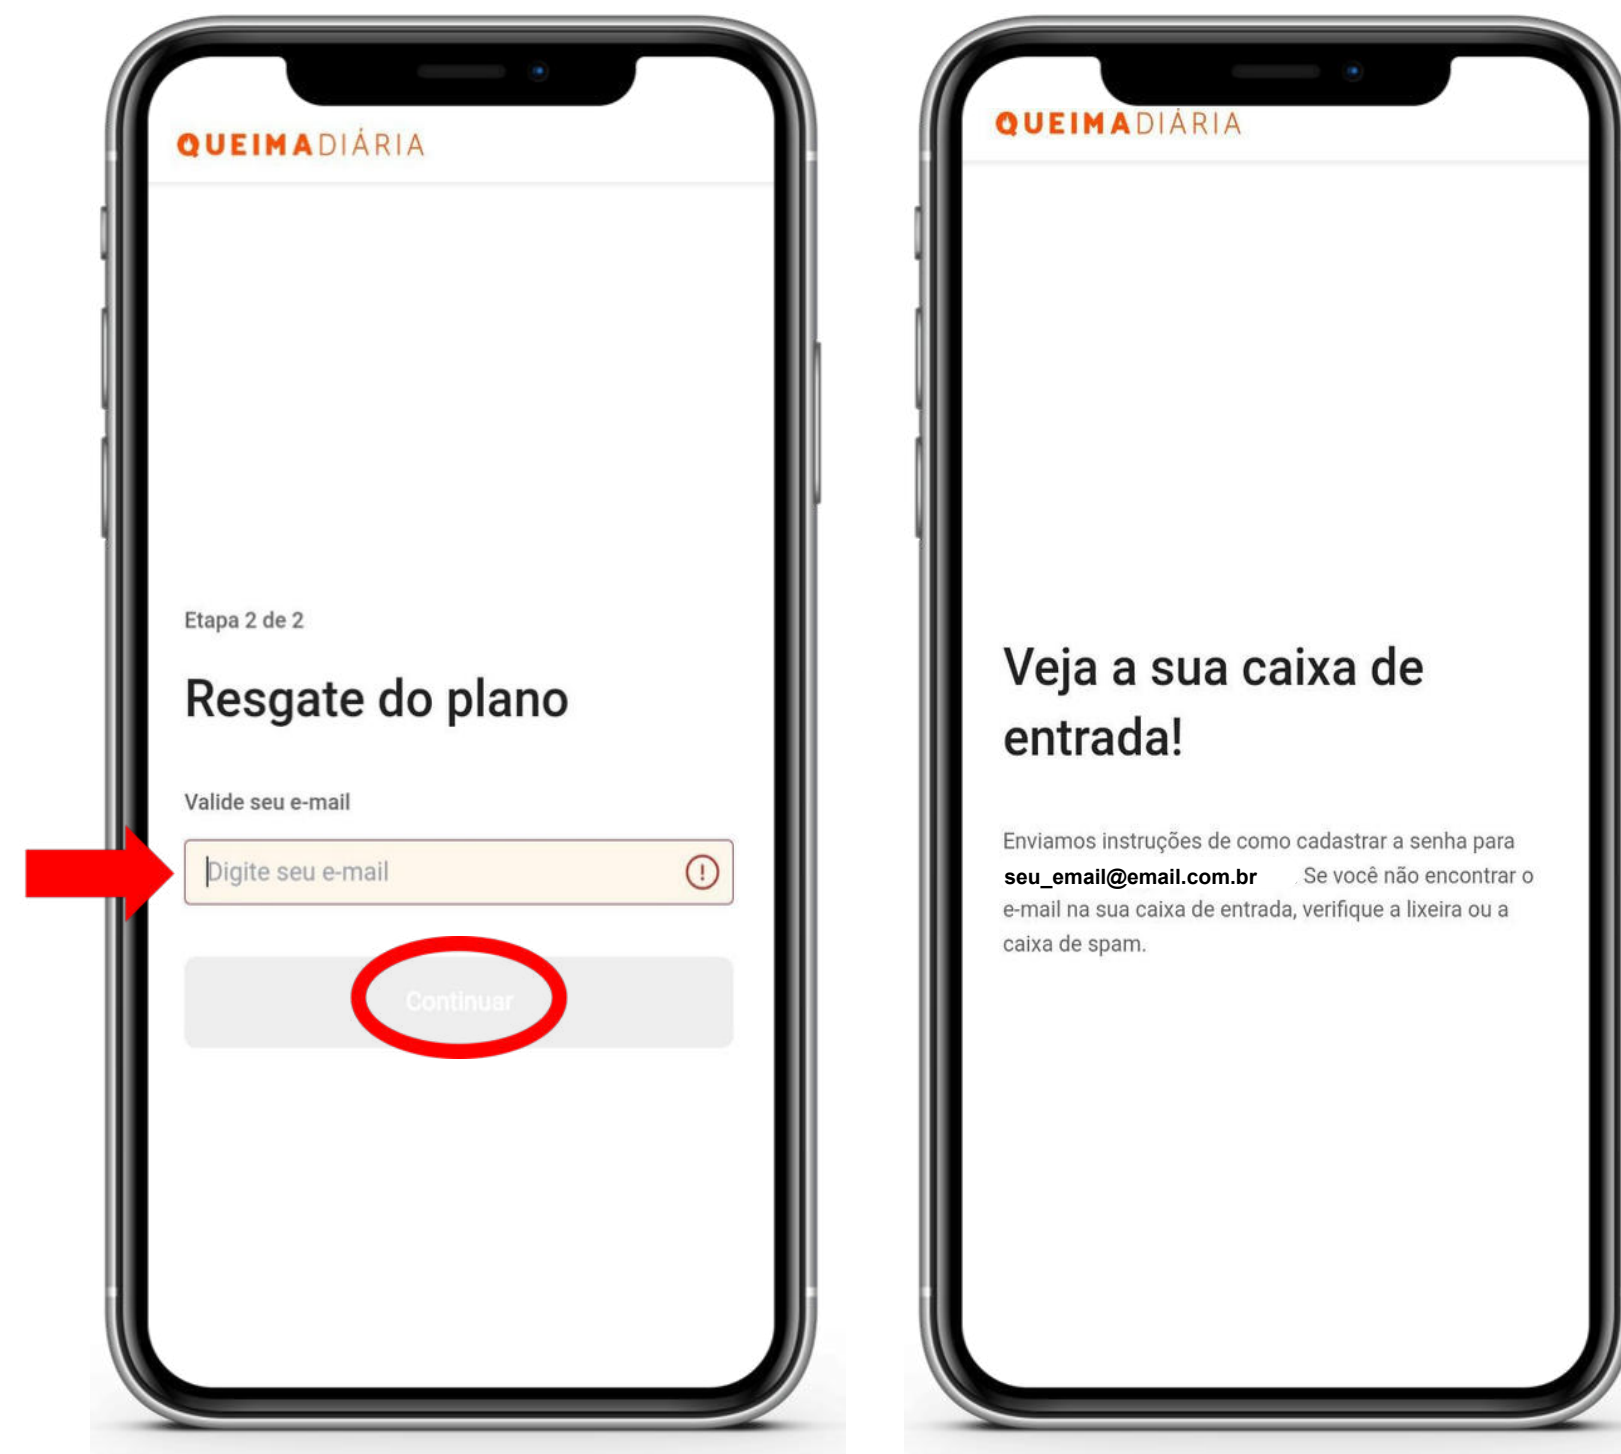 QUEIMADIÁRIA
Etapa 2 de 2
Resgate do plano
Valide seu e-mail
Digite seu e-mail
Continuar
QUEIMADIÁRIA
Veja a sua caixa de
entrada!
Enviamos instruções de como cadastrar a senha para
seu_email@email.com.br . Se você não encontrar o
e-mail na sua caixa de entrada, verifique a lixeira ou a
caixa de spam.